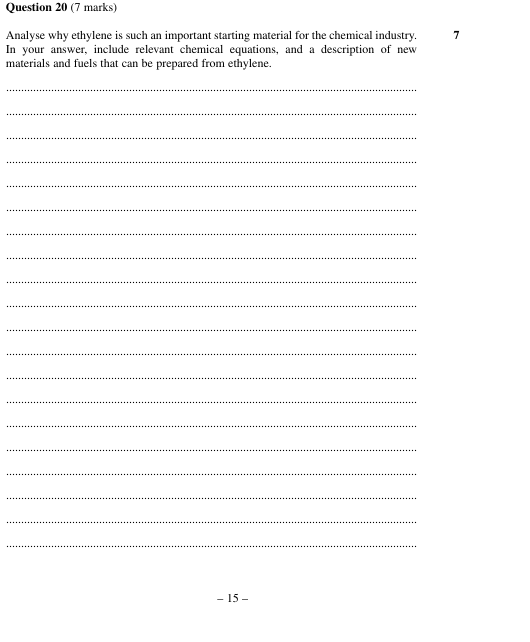 Question 20 (7 marks)
Analyse why ethylene is such an important starting material for the chemical industry. 7
In your answer, include relevant chemical equations, and a description of new
materials and fuels that can be prepared from ethylene.
– 15 –